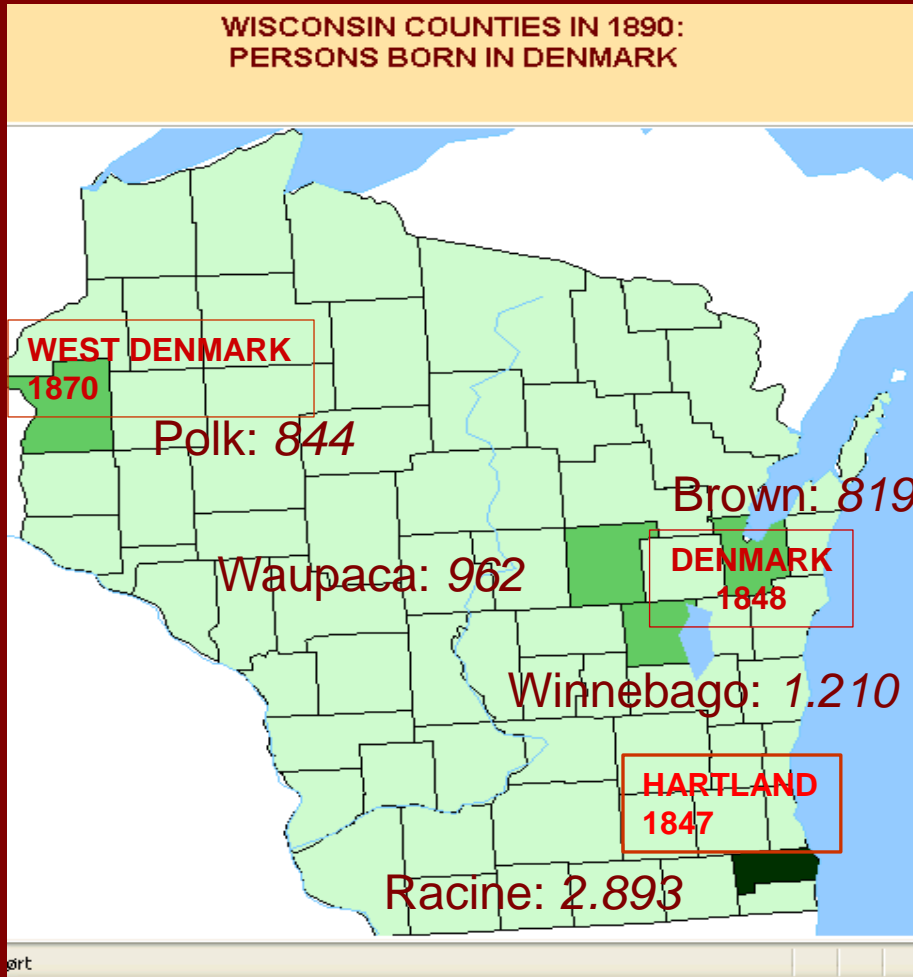 WISCONSIN COUNTIES IN 1890:
PERSONS BORN IN DENMARK
WEST DENMARK
1870
Polk: 844
Brown: 819
Waupaca: 962
DENMARK
1848
Winnebago: 1.210
HARTLAND
1847
Racine: 2.893
ørt